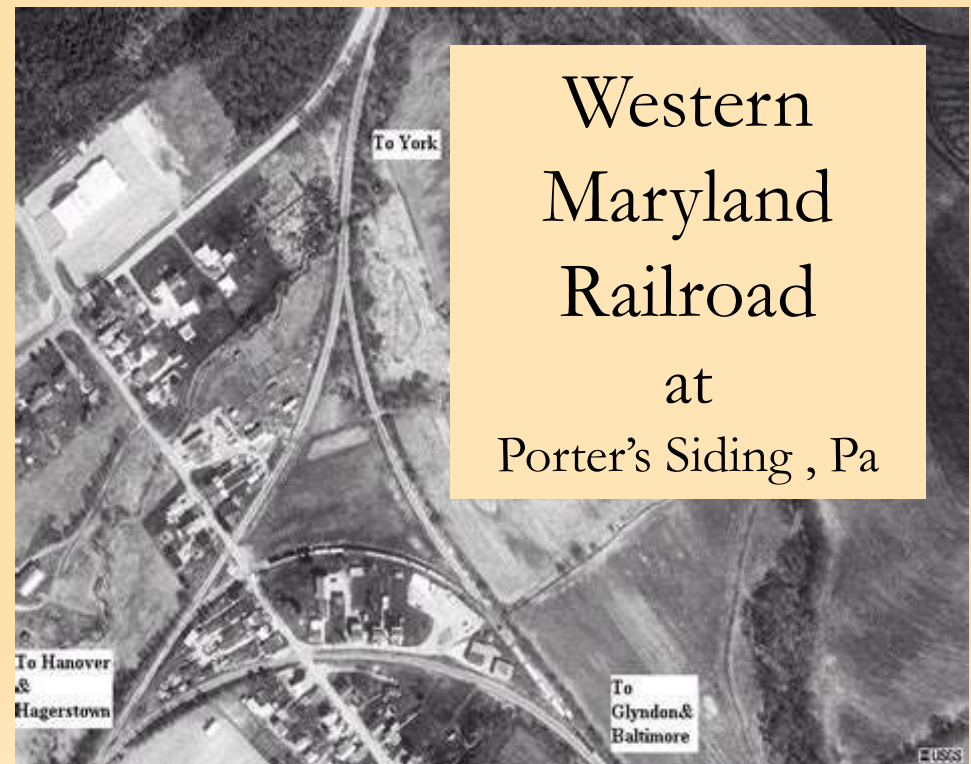 To York
Western
Maryland
Railroad
at
Porter’s Siding , Pa
To Hanover
&
Hagerstown
To
Glyndon&
Baltimore
USGS